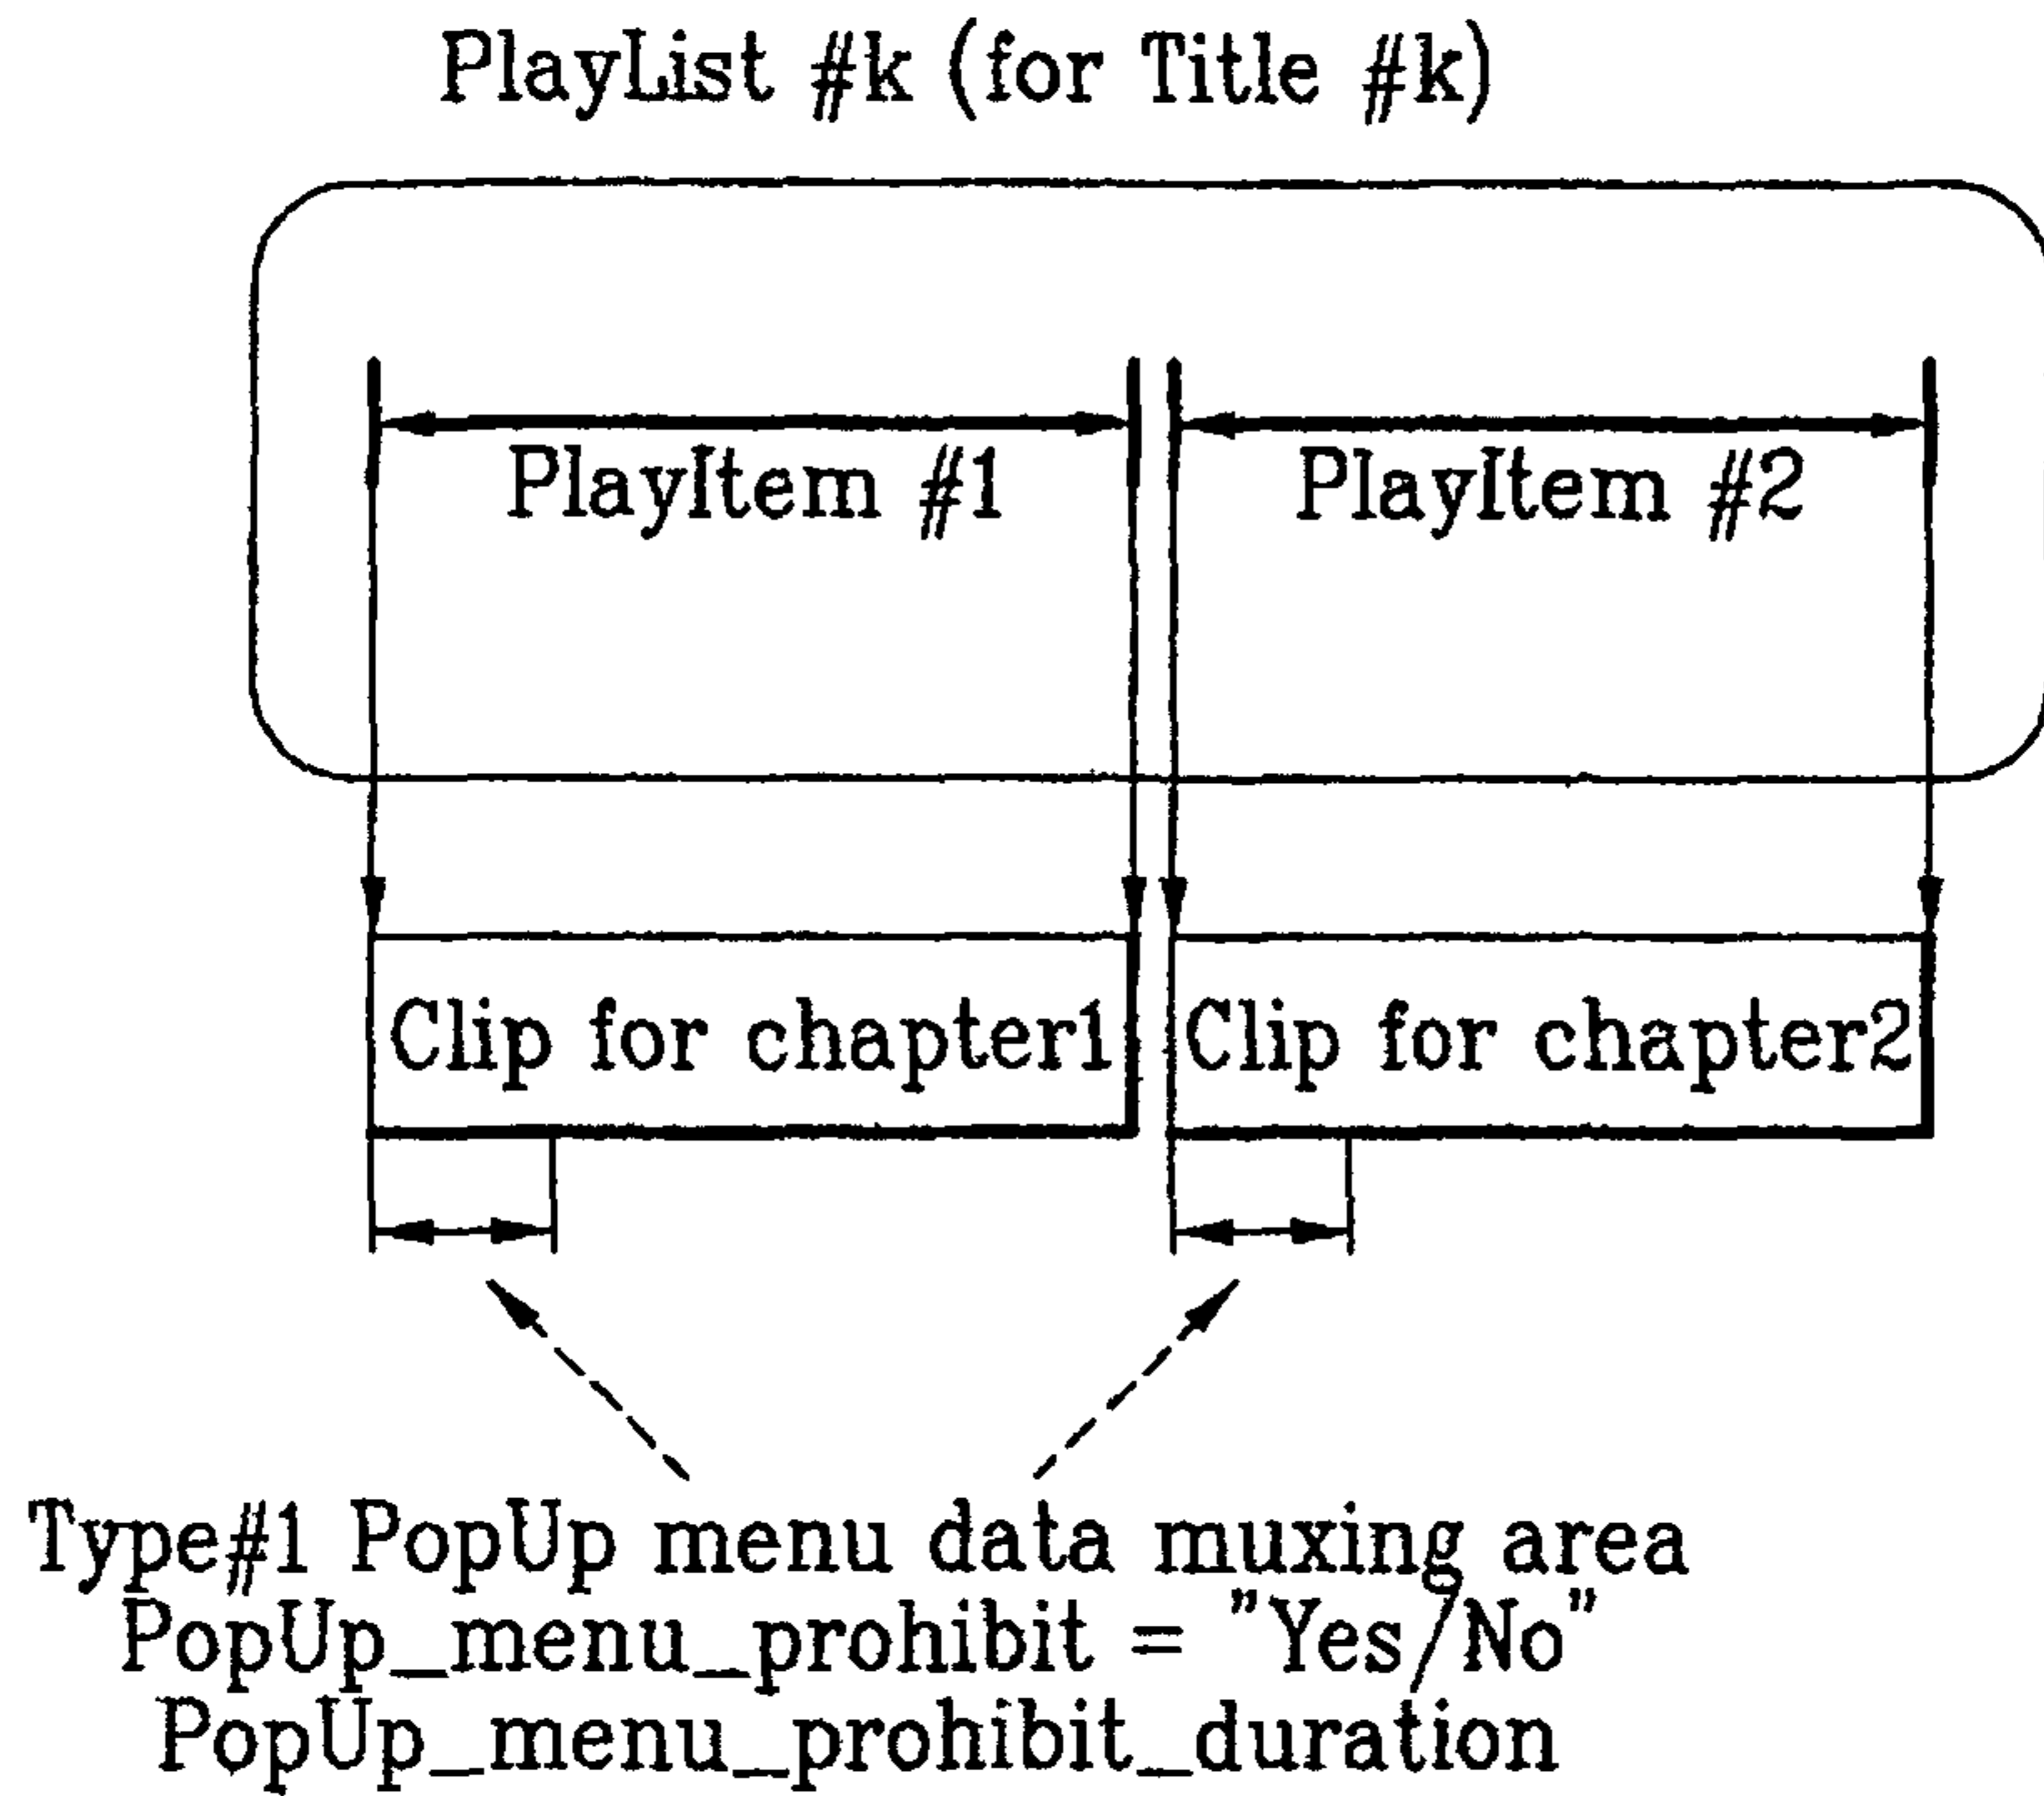 PlayList #k (for Title #k)
PlayItem #1
PlayItem #2
Clip for chapter1
Clip for chapter2
Type#1 PopUp menu data muxing area
PopUp_menu_prohibit = "Yes/No"
PopUp_menu_prohibit_duration